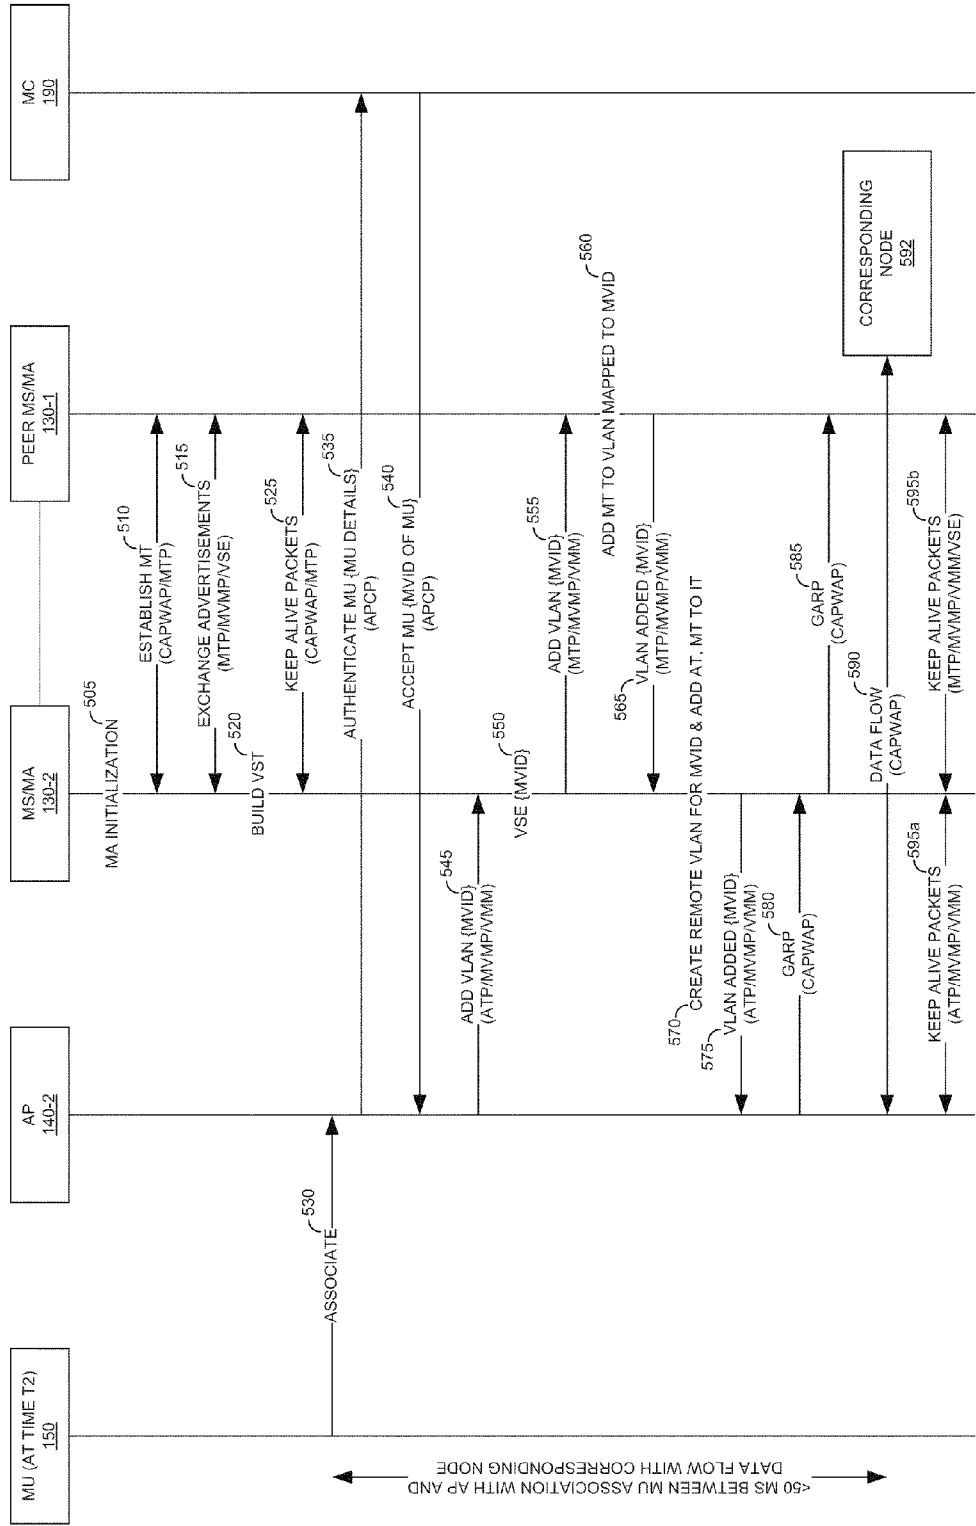 MU (AT TIME T2)
150
AP
140-2
MS/MA
130-2
PEER MS/MA
130-1
MC
190
MA INITIALIZATION
505
ESTABLISH MT
(CAPWAP/MTP)
510
EXCHANGE ADVERTISEMENTS
(MTP/MVMP/VSE)
515
BUILD VST
520
KEEP ALIVE PACKETS
(CAPWAP/MTP)
525
ASSOCIATE
530
AUTHENTICATE MU {MU DETAILS}
(APCP)
535
ACCEPT MU {MVID OF MU}
(APCP)
540
ADD VLAN {MVID}
(ATP/MVMP/VMM)
545
VSE {MVID}
550
ADD VLAN {MVID}
(MTP/MVMP/VMM)
555
ADD MT TO VLAN MAPPED TO MVID
560
565
VLAN ADDED {MVID}
(MTP/MVMP/VMM)
570
CREATE REMOTE VLAN FOR MVID & ADD AT, MT TO IT
575
VLAN ADDED {MVID}
(ATP/MVMP/VMM)
580
GARP
(CAPWAP)
585
GARP
(CAPWAP)
590
DATA FLOW
(CAPWAP)
CORRESPONDING
NODE
592
KEEP ALIVE PACKETS
(ATP/MVMP/VMM)
595a
KEEP ALIVE PACKETS
(MTP/MVMP/VMM/VSE)
595b
<50 MS BETWEEN MU ASSOCIATION WITH AP AND
DATA FLOW WITH CORRESPONDING NODE